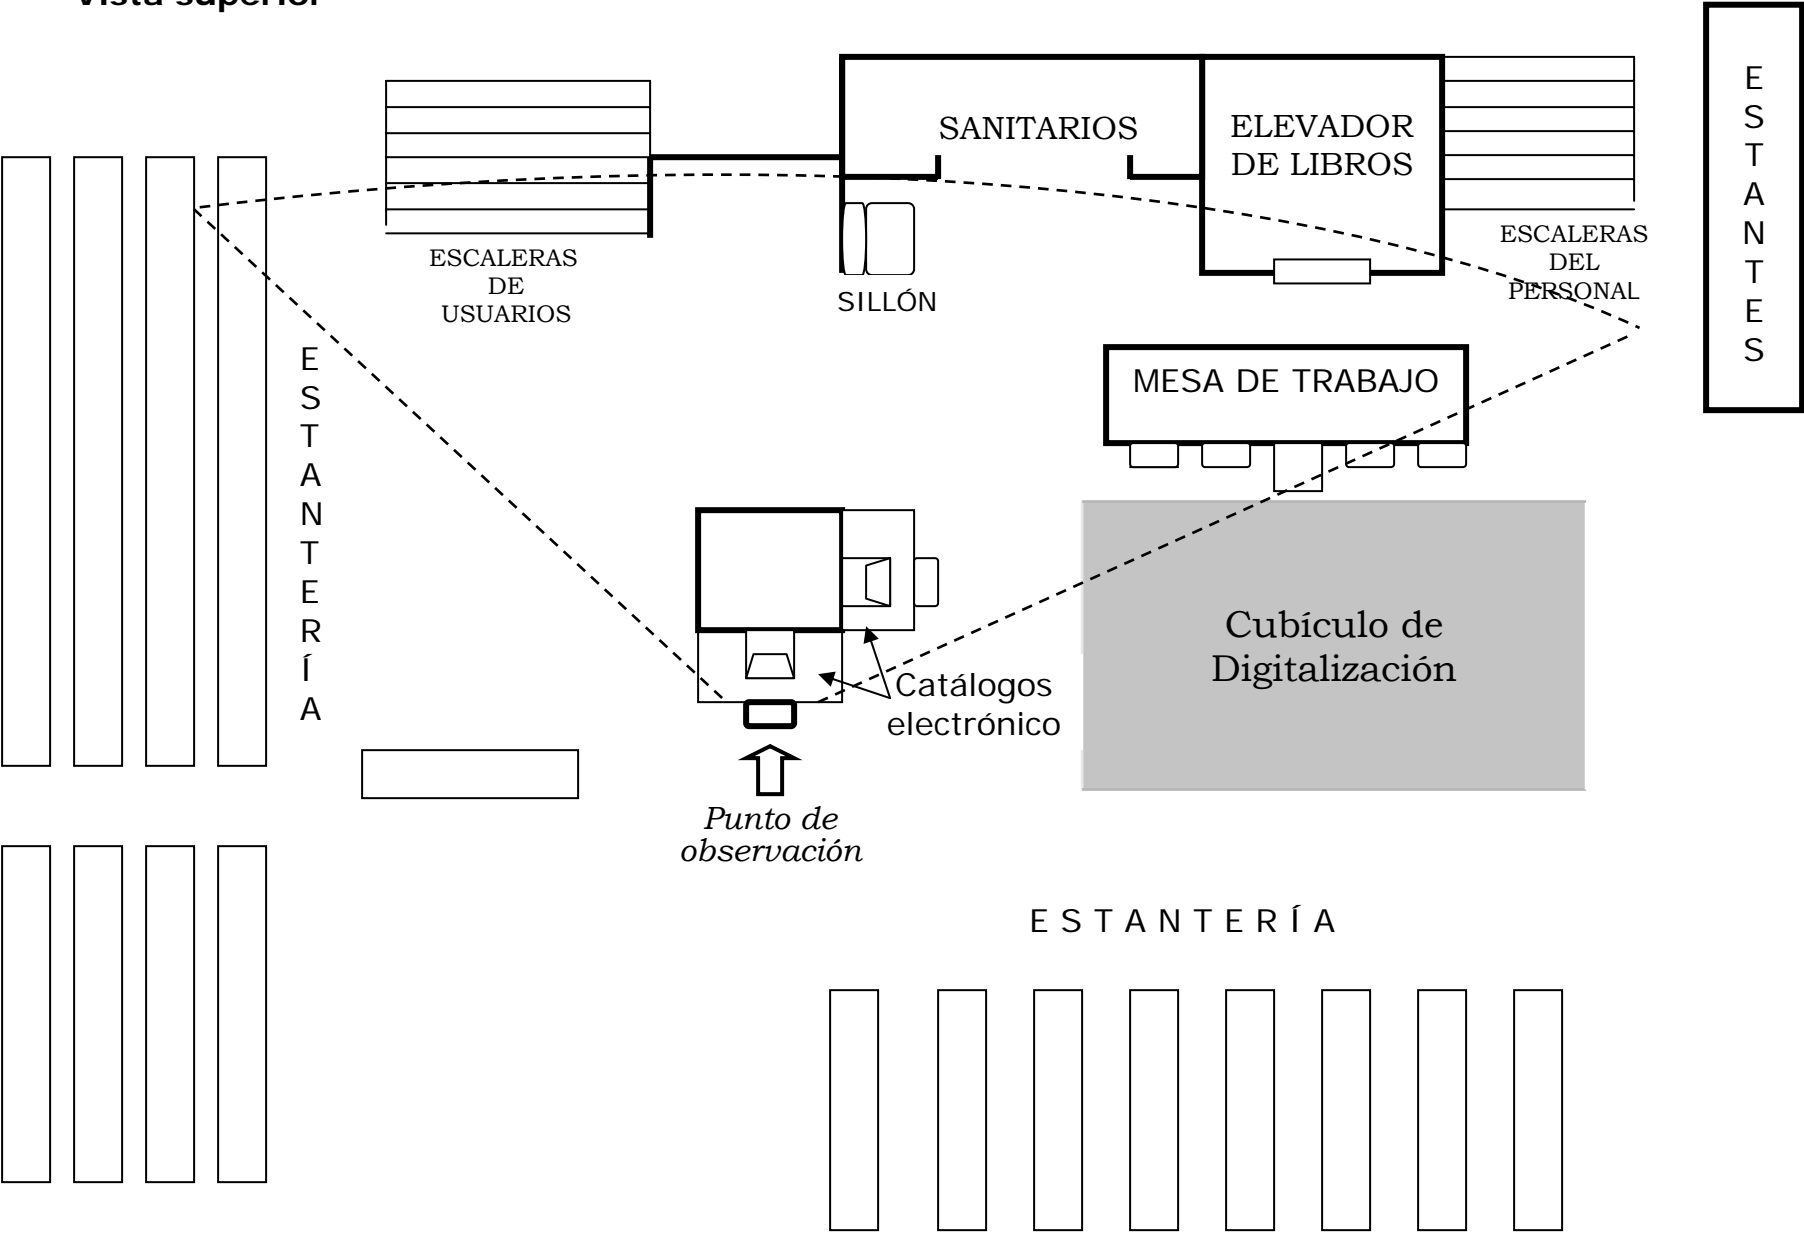 Vista superior
SANITARIOS
ELEVADOR
DE LIBROS
E
S
T
A
N
T
E
S
ESCALERAS
DE
USUARIOS
SILLÓN
ESCALERAS
DEL
PERSONAL
E
S
T
A
N
T
E
R
Í
A
MESA DE TRABAJO
Cubículo de
Digitalización
Catálogos
electrónico
Punto de
observación
E S T A N T E R Í A